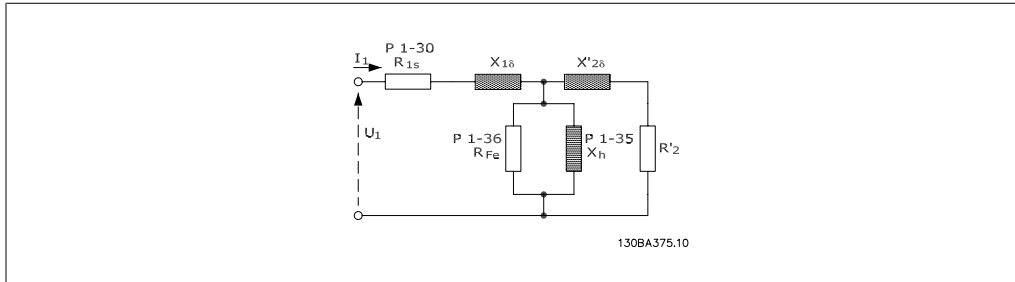 P 1-30
I1
R1s
X1δ
X'2δ
U1
P 1-36
RFe
P 1-35
Xh
R'2
130BA375.10